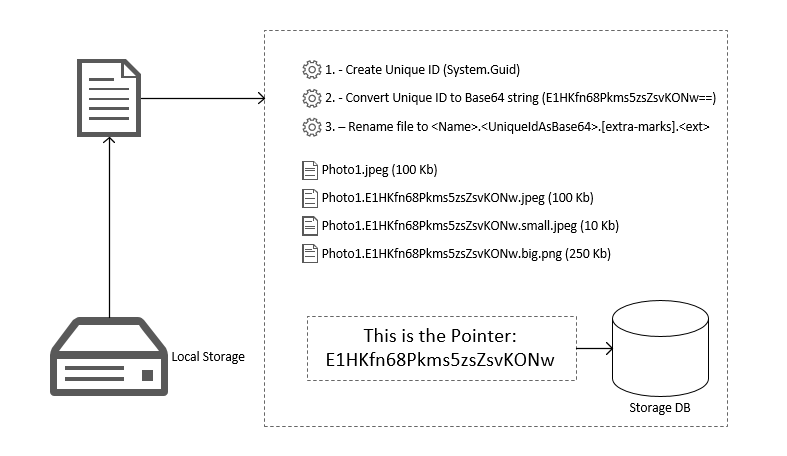 1. - Create Unique ID (System.Guid)
2. - Convert Unique ID to Base64 string (E1HKfn68Pkms5zsZsvKONw==)
3. – Rename file to <Name>.<UniqueIdAsBase64>.[extra-marks].<ext>
Photo1.jpeg (100 Kb)
Photo1.E1HKfn68Pkms5zsZsvKONw.jpeg (100 Kb)
Photo1.E1HKfn68Pkms5zsZsvKONw.small.jpeg (10 Kb)
Photo1.E1HKfn68Pkms5zsZsvKONw.big.png (250 Kb)
This is the Pointer:
E1HKfn68Pkms5zsZsvKONw
Local Storage
Storage DB